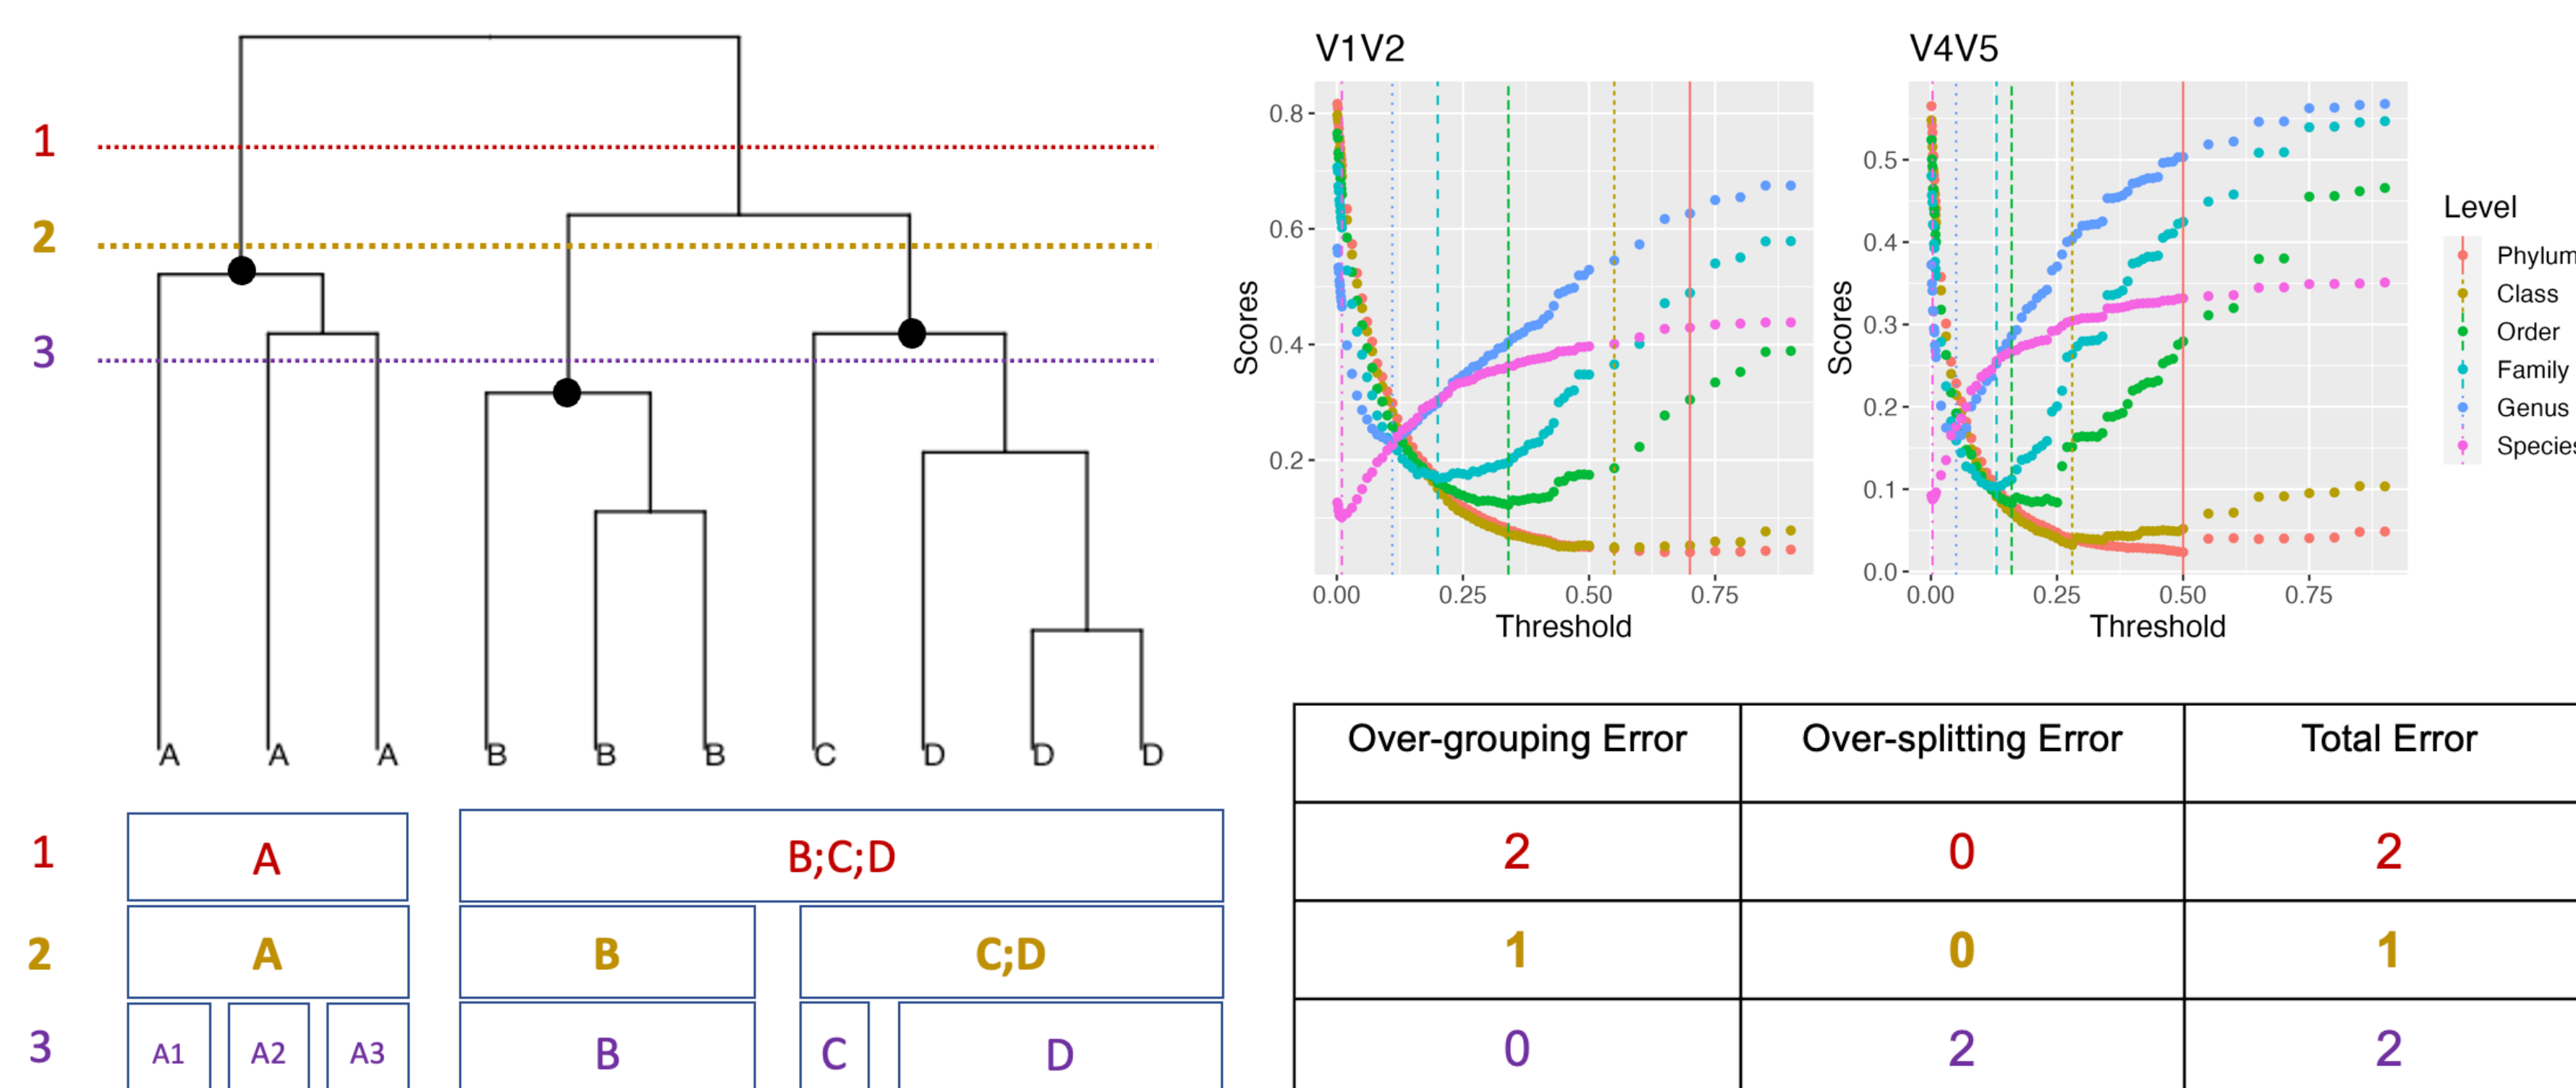 1
2
3
A A A B B B C D D D
1 A B;C;D
2 A B C;D
3 A1 A2 A3 B C D
V1V2
Scores
0.8
0.6
0.4
0.2
0.00 0.25 0.50 0.75
Threshold
V4V5
Scores
0.5
0.4
0.3
0.2
0.1
0.0
0.00 0.25 0.50 0.75
Threshold
Level
Phylum
Class
Order
Family
Genus
Species
Over-grouping Error Over-splitting Error Total Error
2 0 2
1 0 1
0 2 2